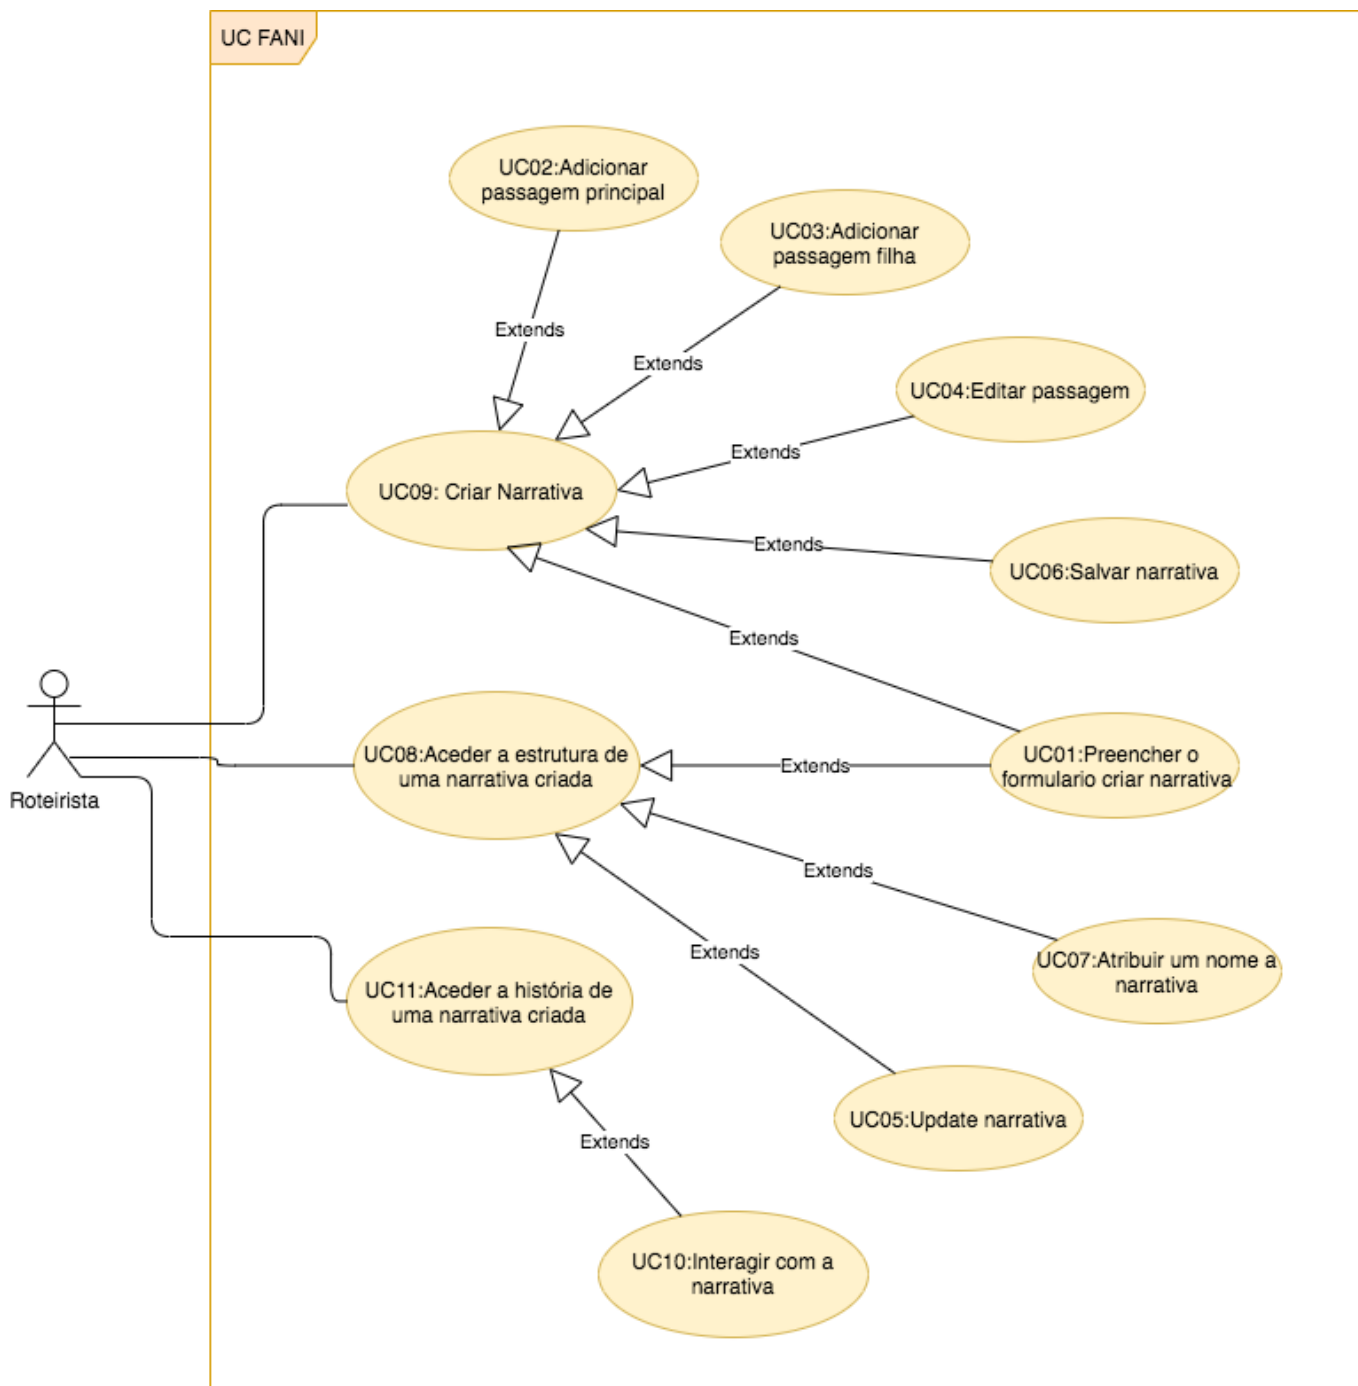 UC FANI
UC02:Adicionar
passagem principal
UC03:Adicionar
passagem filha
Extends
Extends
UC04:Editar passagem
Extends
UC09: Criar Narrativa
Extends
UC06:Salvar narrativa
Extends
UC08:Aceder a estrutura de
uma narrativa criada
Extends
UC01:Preencher o
formulario criar narrativa
Roteirista
Extends
Extends
UC07:Atribuir um nome a
narrativa
UC11:Aceder a história de
uma narrativa criada
UC05:Update narrativa
Extends
UC10:Interagir com a
narrativa